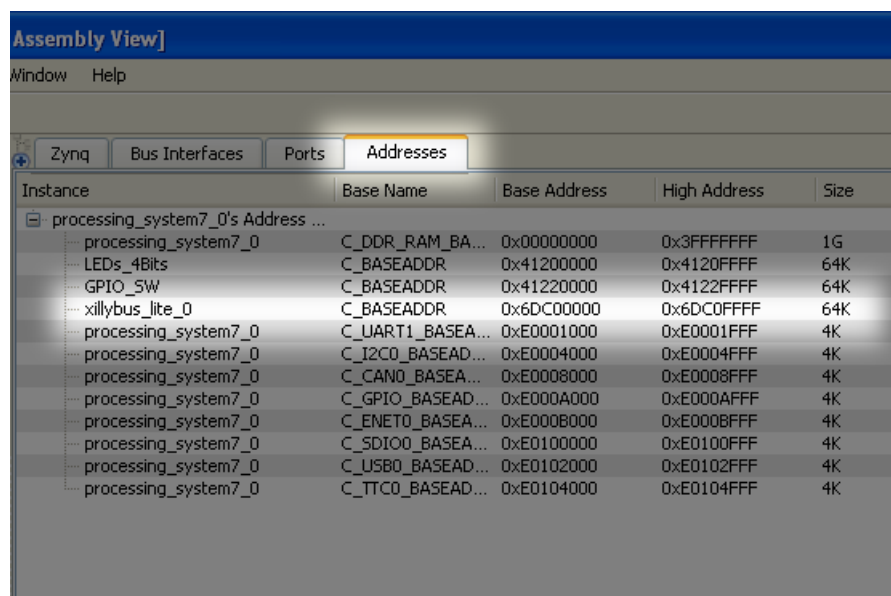 Assembly View]
Window Help
Zynq Bus Interfaces Ports Addresses
Instance Base Name Base Address High Address Size
processing_system7_0's Address ...
processing_system7_0 C_DDR_RAM_BA... 0x00000000 0x3FFFFFFF 1G
LEDs_4Bits C_BASEADDR 0x41200000 0x4120FFFF 64K
GPIO_SW C_BASEADDR 0x41220000 0x4122FFFF 64K
xillybus_lite_0 C_BASEADDR 0x6DC00000 0x6DC0FFFF 64K
processing_system7_0 C_UART1_BASEA... 0xE0001000 0xE0001FFF 4K
processing_system7_0 C_I2C0_BASEAD... 0xE0004000 0xE0004FFF 4K
processing_system7_0 C_CAN0_BASEA... 0xE0008000 0xE0008FFF 4K
processing_system7_0 C_GPIO_BASEAD... 0xE000A000 0xE000AFFF 4K
processing_system7_0 C_ENET0_BASEA... 0xE000B000 0xE000BFFF 4K
processing_system7_0 C_SDIO0_BASEA... 0xE0100000 0xE0100FFF 4K
processing_system7_0 C_USB0_BASEAD... 0xE0102000 0xE0102FFF 4K
processing_system7_0 C_TTC0_BASEAD... 0xE0104000 0xE0104FFF 4K